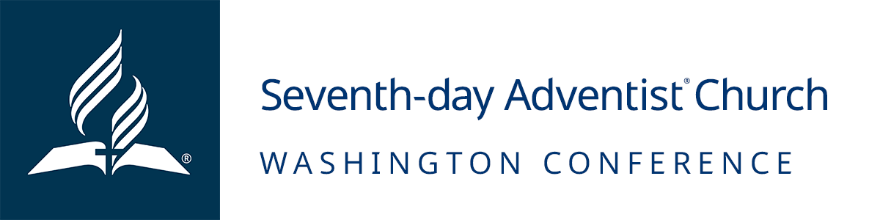 Seventh-day Adventist® Church
WASHINGTON CONFERENCE
®